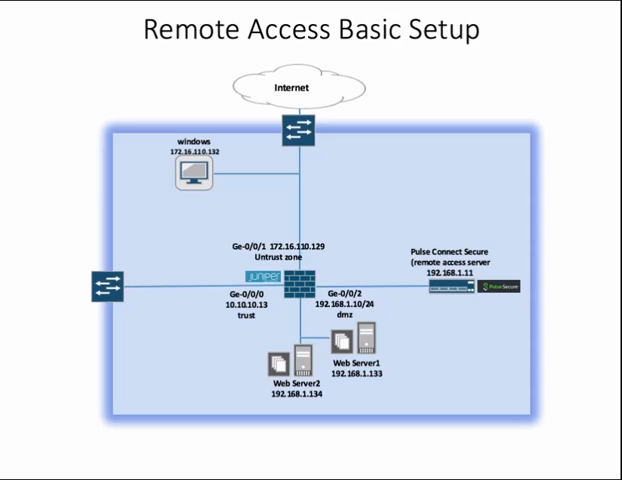 Remote Access Basic Setup
Internet
windows
172.16.110.132
Ge-0/0/1 172.16.110.129
Untrust zone
Pulse Connect Secure
(remote access server
192.168.1.11
JUNIPER
Pulse Secure
Ge-0/0/0
10.10.10.13
trust
Ge-0/0/2
192.168.1.10/24
dmz
Web Server1
192.168.1.133
Web Server2
192.168.1.134